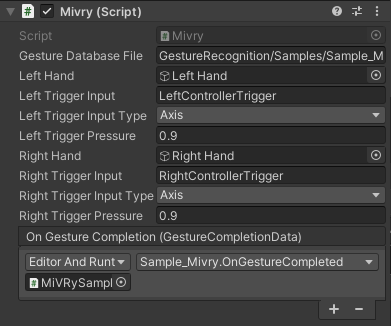 Mivry (Script)
Script Mivry
Gesture Database File GestureRecognition/Samples/Sample_M
Left Hand Left Hand
Left Trigger Input LeftControllerTrigger
Left Trigger Input Type Axis
Left Trigger Pressure 0.9
Right Hand Right Hand
Right Trigger Input RightControllerTrigger
Right Trigger Input Type Axis
Right Trigger Pressure 0.9
On Gesture Completion (GestureCompletionData)
Editor And Runt Sample_Mivry.OnGestureCompleted
MiVRySampl